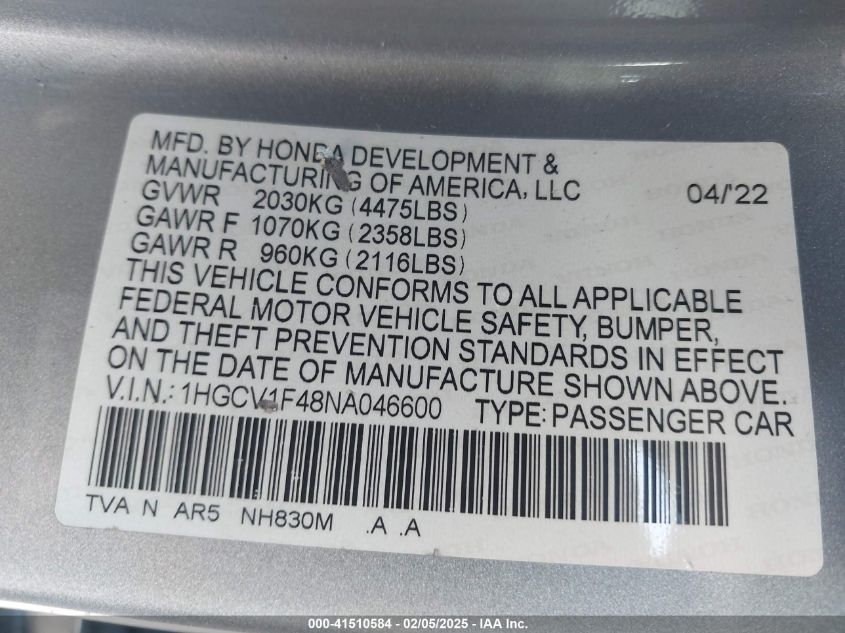 MFD. BY HONDA DEVELOPMENT &
MANUFACTURING OF AMERICA, LLC 04/'22
GVWR 2030KG (4475LBS)
GAWR F 1070KG (2358LBS)
GAWR R 960KG (2116LBS)
THIS VEHICLE CONFORMS TO ALL APPLICABLE
FEDERAL MOTOR VEHICLE SAFETY, BUMPER,
AND THEFT PREVENTION STANDARDS IN EFFECT
ON THE DATE OF MANUFACTURE SHOWN ABOVE.
V.I.N.: 1HGCV1F48NA046600 TYPE: PASSENGER CAR
TVA N AR5 NH830M .A .A
000-41510584 - 02/05/2025 - IAA Inc.